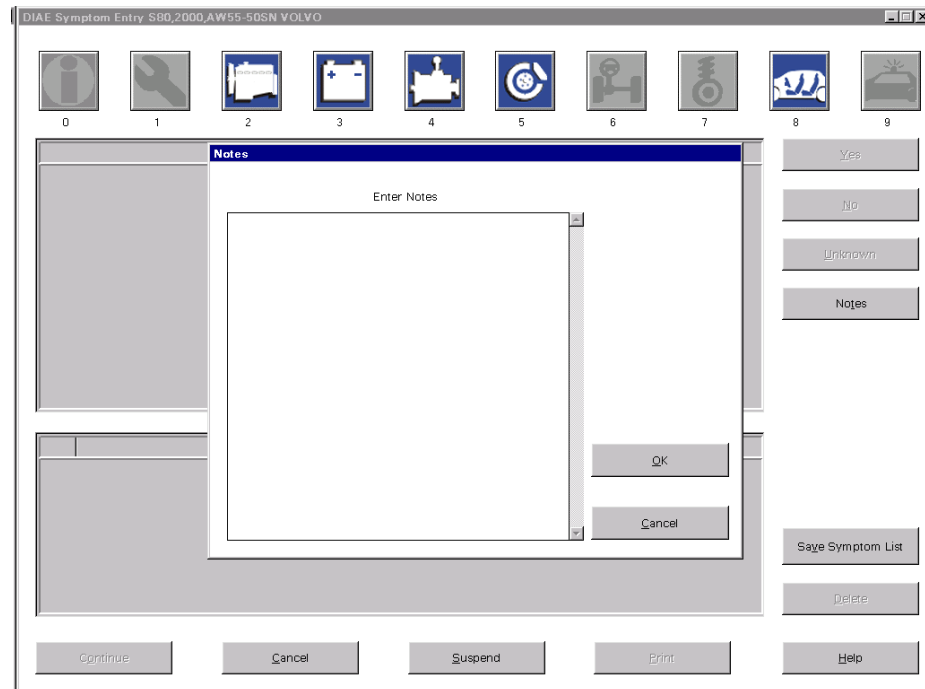 DIAE Symptom Entry S80,2000,AW55-50SN VOLVO
0 1 2 3 4 5 6 7 8 9
Notes
Enter Notes
OK
Cancel
Yes
No
Unknown
Notes
Save Symptom List
Delete
Continue Cancel Suspend Print Help